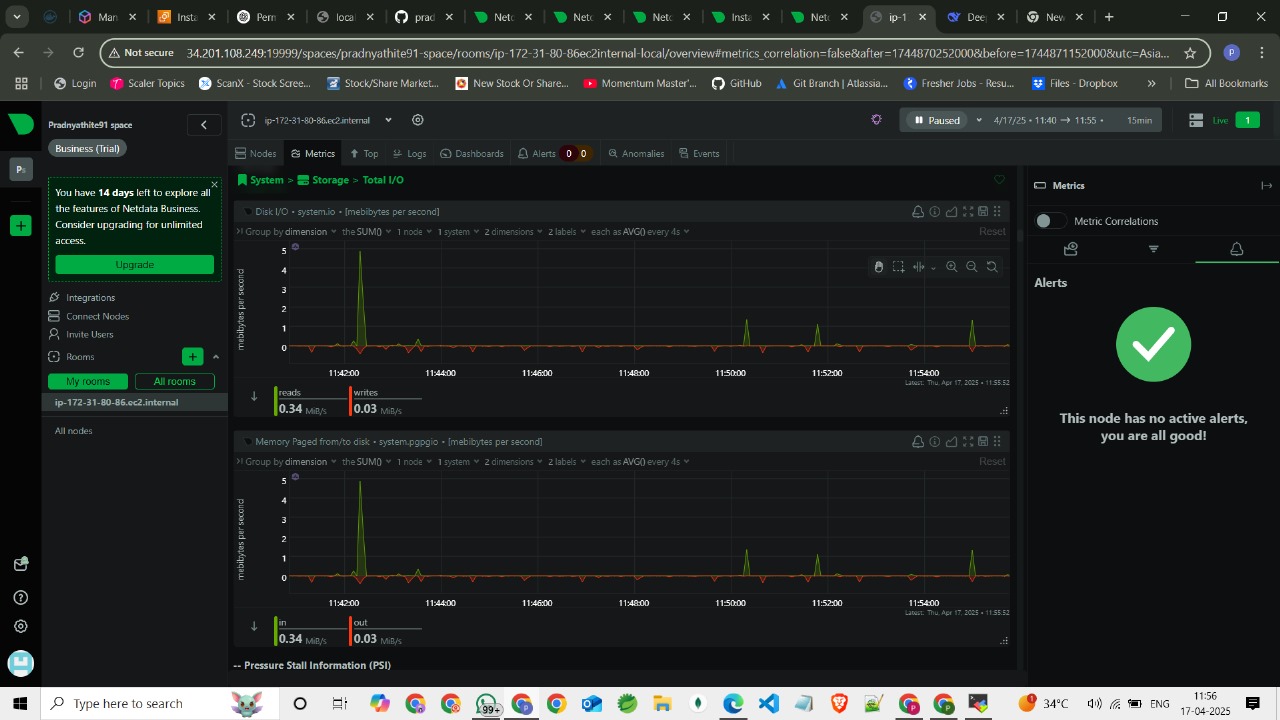 Man
Insta
Pern
local
prad
Netc
Netc
Netc
Insta
Netc
ip-1
Deep
New
Not secure
34.201.108.249:19999/spaces/pradnyathite91-space/rooms/ip-172-31-80-86ec2internal-local/overview#metrics_correlation=false&after=1744870252000&before=1744871152000&utc=Asia...
p
Login
Scaler Topics
ScanX - Stock Scree...
Stock/Share Market...
New Stock Or Share...
Momentum Master'...
GitHub
Git Branch | Atlassia...
Fresher Jobs - Resu...
Files - Dropbox
All Bookmarks
Pradnyathite91 space
Business (Trial)
Ps
You have 14 days left to explore all
the features of Netdata Business.
Consider upgrading for unlimited
access.
Upgrade
Integrations
Connect Nodes
Invite Users
Rooms
My rooms
All rooms
ip-172-31-80-86.ec2.internal
All nodes
ip-172-31-80-86.ec2.internal
Paused
4/17/25 • 11:40 → 11:55 •
15min
Live
1
Nodes
Metrics
Top
Logs
Dashboards
Alerts
0
0
Anomalies
Events
System > Storage > Total I/O
Disk I/O • system.io • [mebibytes per second]
Group by dimension the SUM() 1 node 1 system 2 dimensions 2 labels each as AVG() every 4s
Reset
mebibytes per second
5
4
3
2
1
0
11:42:00
11:44:00
11:46:00
11:48:00
11:50:00
11:52:00
11:54:00
Latest: Thu, Apr 17, 2025 • 11:55:52
reads
0.34 MiB/s
writes
0.03 MiB/s
Memory Paged from/to disk • system.pgpgio • [mebibytes per second]
Group by dimension the SUM() 1 node 1 system 2 dimensions 2 labels each as AVG() every 4s
Reset
mebibytes per second
5
4
3
2
1
0
11:42:00
11:44:00
11:46:00
11:48:00
11:50:00
11:52:00
11:54:00
Latest: Thu, Apr 17, 2025 • 11:55:52
in
0.34 MiB/s
out
0.03 MiB/s
-- Pressure Stall Information (PSI)
Metrics
Metric Correlations
Alerts
This node has no active alerts,
you are all good!
Type here to search
99+
34°C
ENG
11:56
17-04-2025